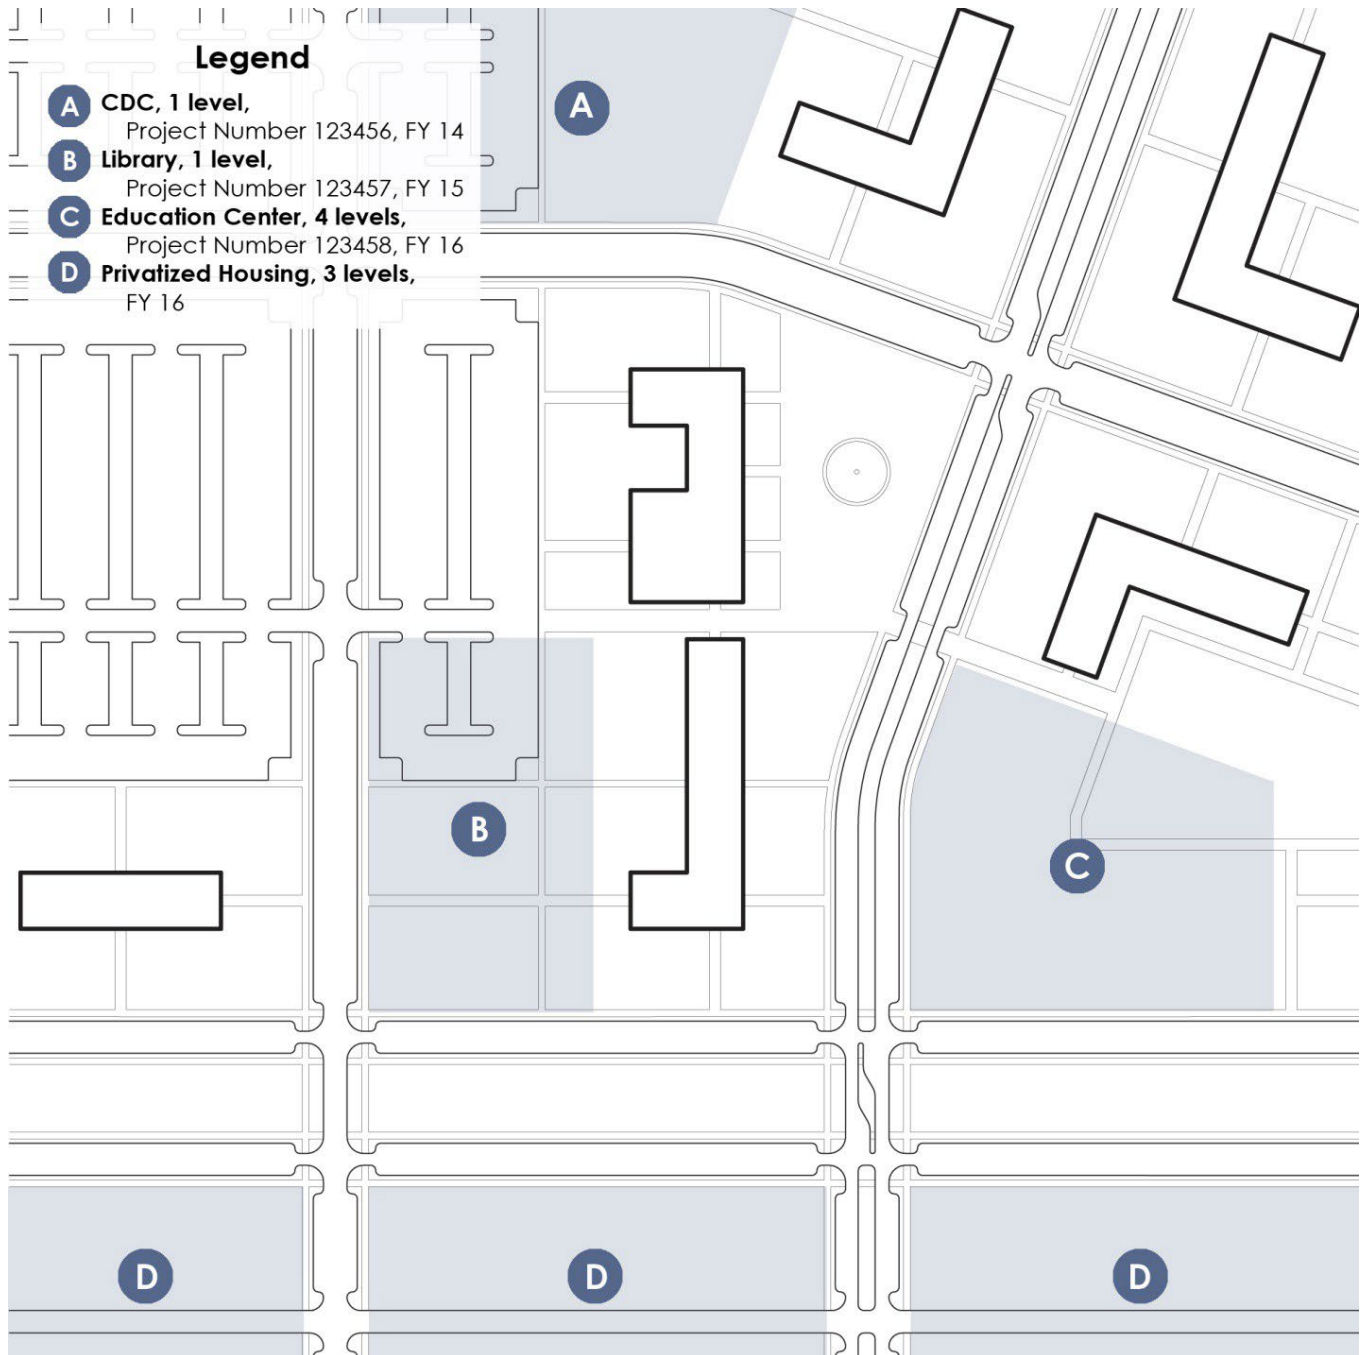 Legend
A CDC, 1 level,
Project Number 123456, FY 14
B Library, 1 level,
Project Number 123457, FY 15
C Education Center, 4 levels,
Project Number 123458, FY 16
D Privatized Housing, 3 levels,
FY 16
A
B
C
D
D
D